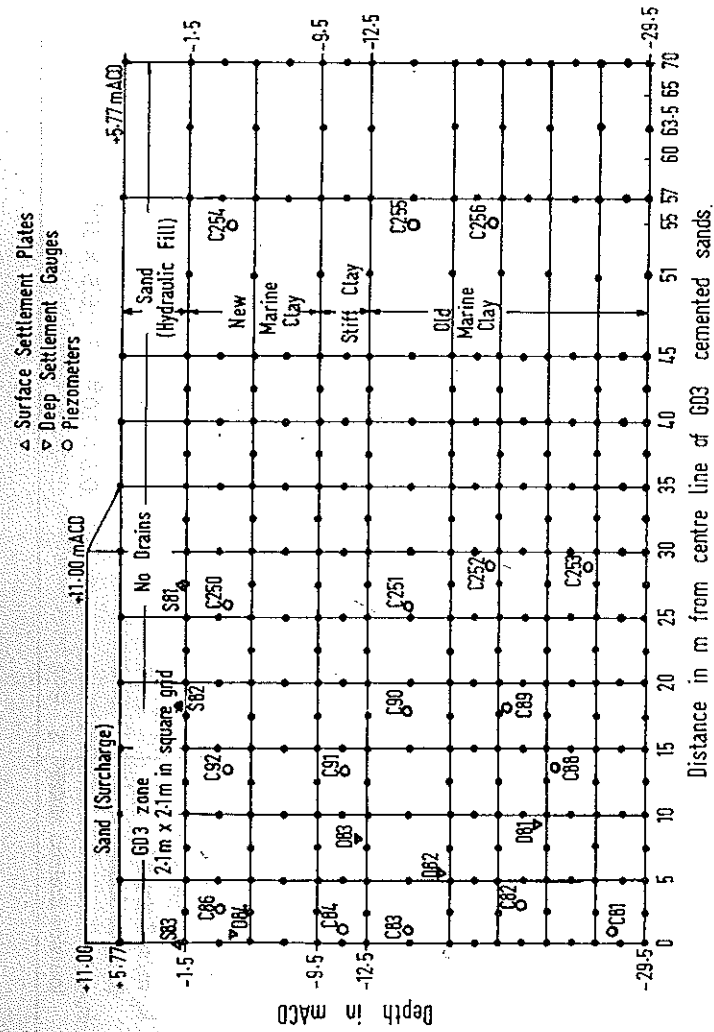 △ Surface Settlement Plates
▽ Deep Settlement Gauges
○ Piezometers
+11·00 mACD
+5·77 mACD
+11·00
+5·77
-1·5
-9·5
-12·5
-29·5
Depth in mACD
Sand (Surcharge)
GD3 zone
2·1m x 2·1m in square grid
No Drains
Sand
(Hydraulic Fill)
New
Marine
Clay
Stiff Clay
Old
Marine
Clay
-1·5
-9·5
-12·5
-29·5
S83
S82
S81
C86
D84
C92
C250
C254
C84
C91
D83
C83
C90
C251
C255
D82
C82
C89
C252
C256
D81
C88
C253
C81
0 5 10 15 20 25 30 35 40 45 51 55 57 60 63·5 65 70
Distance in m from centre line of GD3 cemented sands.